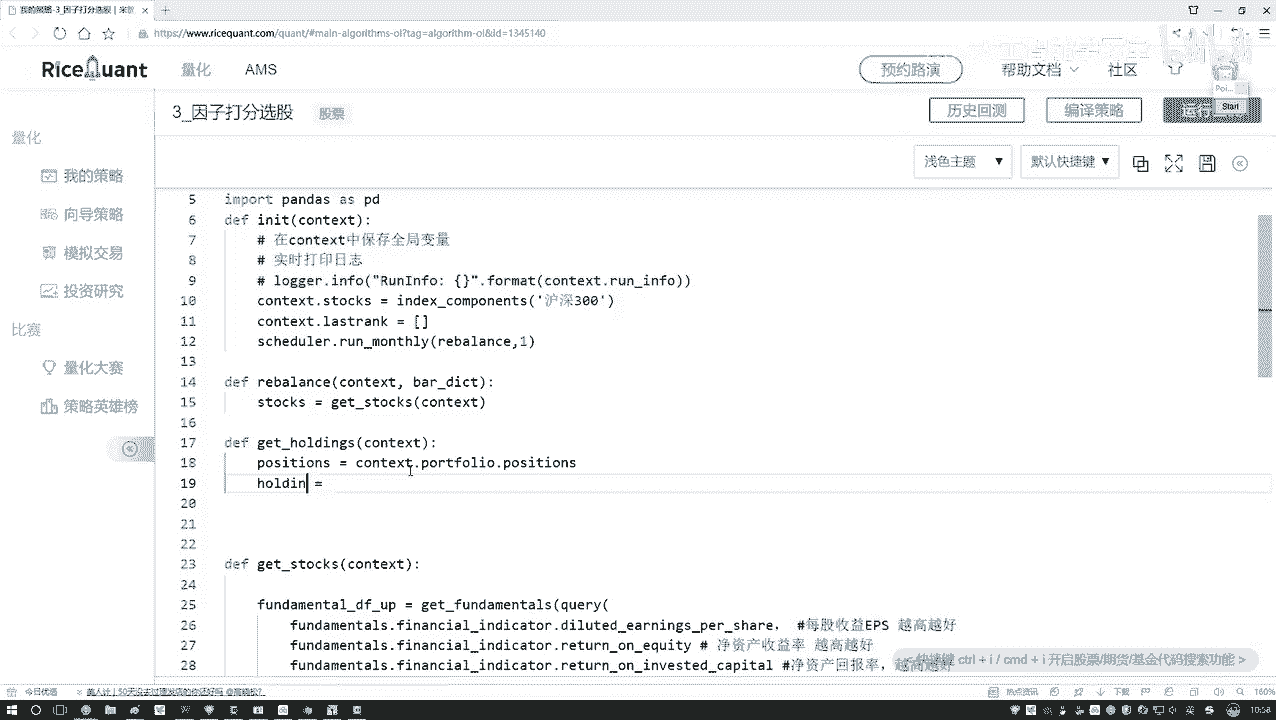 我的策略-3_因子打分选股
https://www.ricequant.com/quant/#main-algorithms-ol?tag=algorithm-ol&id=1345140
RiceQuant 量化 AMS 预约路演 帮助文档 社区
Poi...
Start
3_因子打分选股 股票 历史回测 编译策略
浅色主题 默认快捷键
量化
我的策略
向导策略
模拟交易
投资研究
比赛
量化大赛
策略英雄榜
5 import pandas as pd
6 def init(context):
7 # 在context中保存全局变量
8 # 实时打印日志
9 # logger.info("RunInfo: {}".format(context.run_info))
10 context.stocks = index_components('沪深300')
11 context.lastrank = []
12 scheduler.run_monthly(rebalance,1)
13
14 def rebalance(context, bar_dict):
15 stocks = get_stocks(context)
16
17 def get_holdings(context):
18 positions = context.portfolio.positions
19 holdin =
20
21
22
23 def get_stocks(context):
24
25 fundamental_df_up = get_fundamentals(query(
26 fundamentals.financial_indicator.diluted_earnings_per_share, #每股收益EPS 越高越好
27 fundamentals.financial_indicator.return_on_equity # 净资产收益率 越高越好
28 fundamentals.financial_indicator.return_on_invested_capital #净资产回报率，越高越好
快捷键 ctrl + i / cmd + i 开启股票/期货/基金代码搜索功能 >
今日优选
热点资讯 下载 160%
10:58